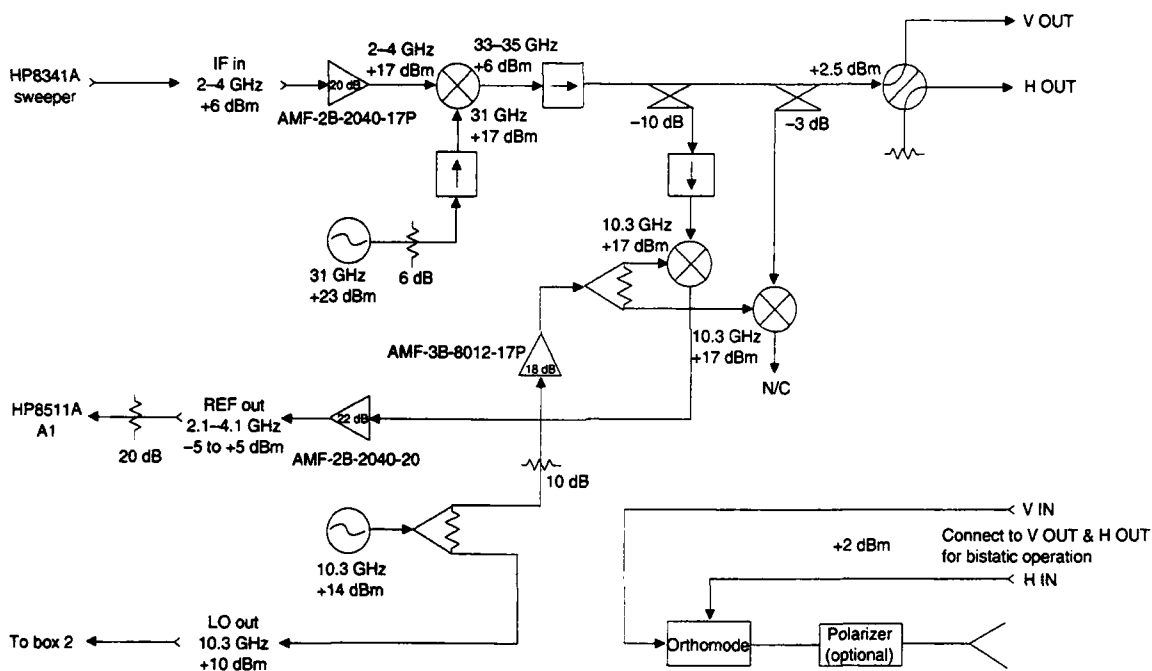 V OUT
HP8341A
sweeper
IF in
2–4 GHz
+6 dBm
20 dB
AMF-2B-2040-17P
2–4 GHz
+17 dBm
33–35 GHz
+6 dBm
31 GHz
+17 dBm
–10 dB
+2.5 dBm
–3 dB
H OUT
31 GHz
+23 dBm
6 dB
10.3 GHz
+17 dBm
10.3 GHz
+17 dBm
N/C
AMF-3B-8012-17P
18 dB
HP8511A
A1
20 dB
REF out
2.1–4.1 GHz
–5 to +5 dBm
22 dB
AMF-2B-2040-20
10 dB
10.3 GHz
+14 dBm
To box 2
LO out
10.3 GHz
+10 dBm
V IN
+2 dBm
Connect to V OUT & H OUT
for bistatic operation
H IN
Orthomode
Polarizer
(optional)